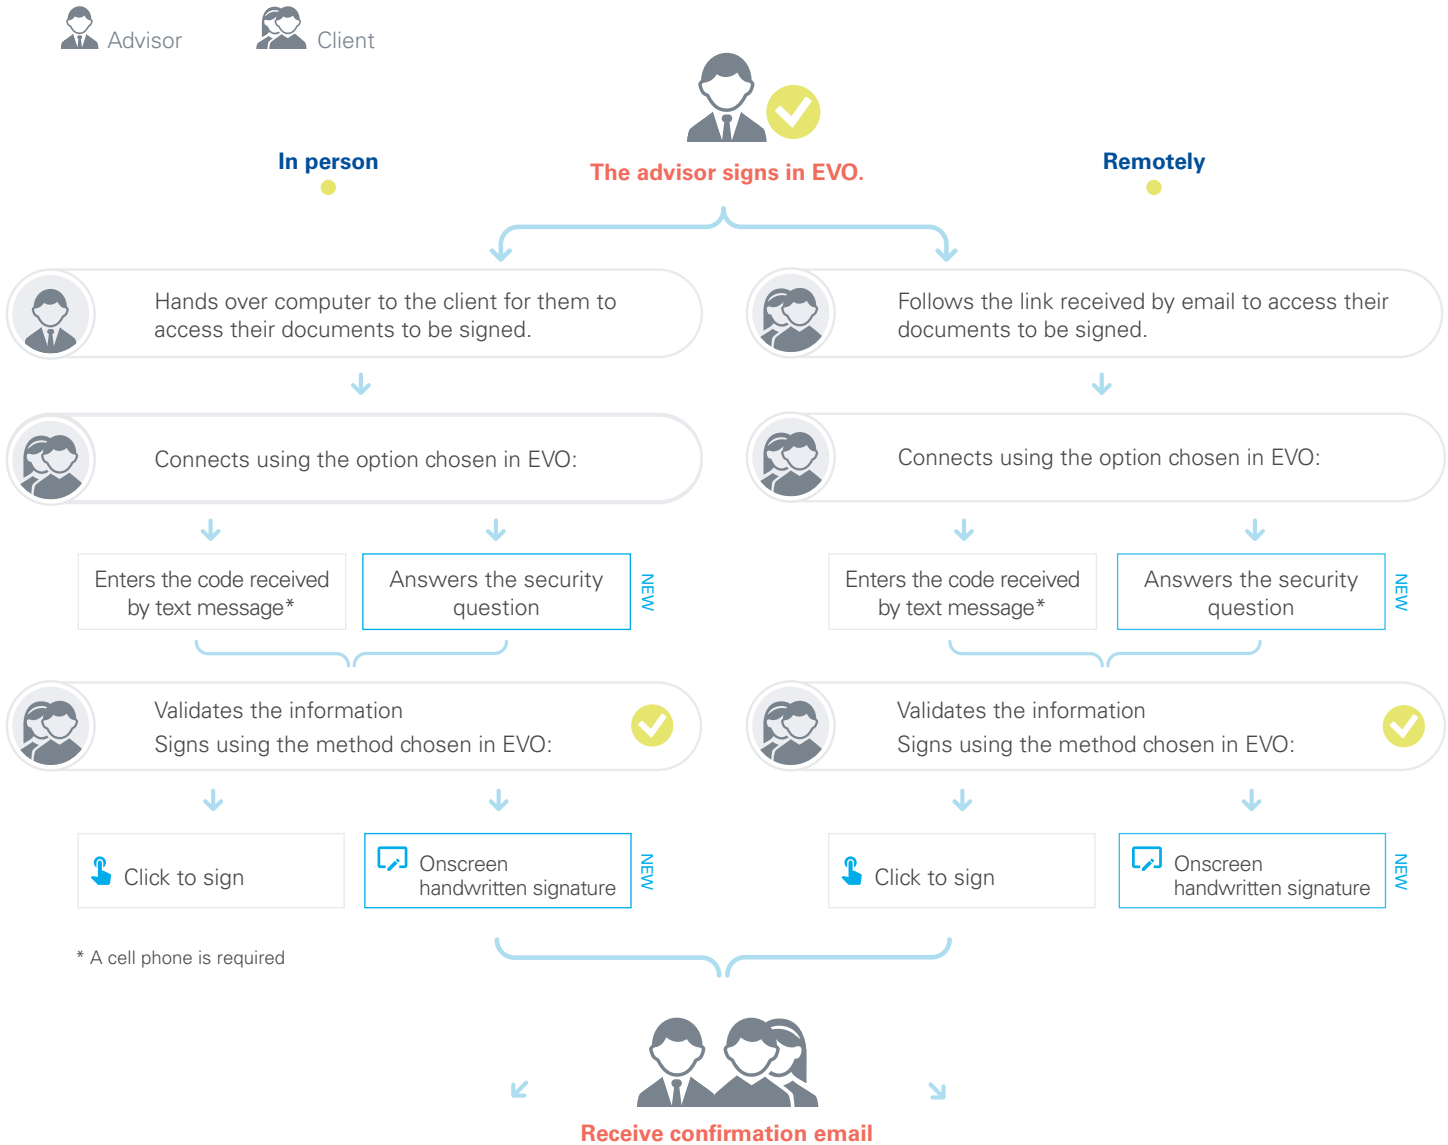 Advisor
Client
In person
The advisor signs in EVO.
Remotely
Hands over computer to the client for them to
access their documents to be signed.
Follows the link received by email to access their
documents to be signed.
Connects using the option chosen in EVO:
Connects using the option chosen in EVO:
Enters the code received
by text message*
Answers the security
question
NEW
Enters the code received
by text message*
Answers the security
question
NEW
Validates the information
Signs using the method chosen in EVO:
Validates the information
Signs using the method chosen in EVO:
Click to sign
Onscreen
handwritten signature
NEW
Click to sign
Onscreen
handwritten signature
NEW
* A cell phone is required
Receive confirmation email